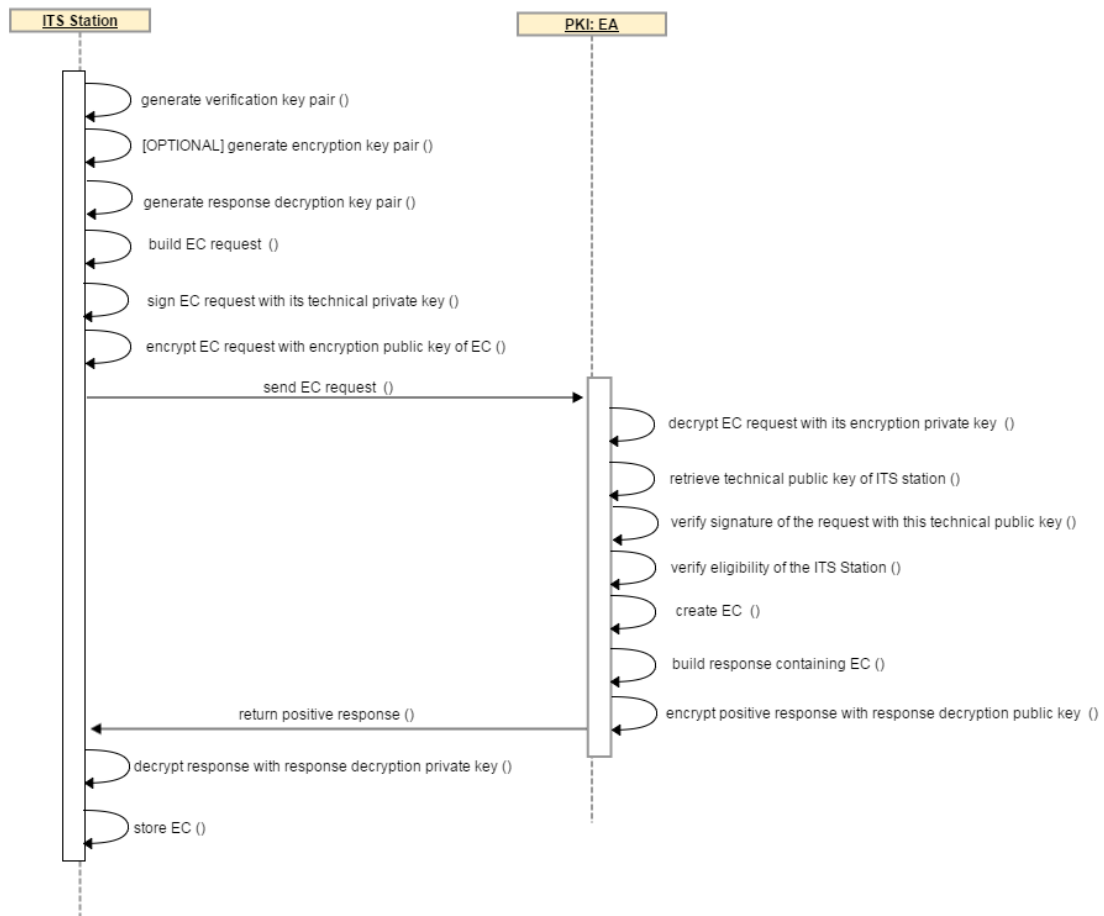 ITS Station
PKI: EA
generate verification key pair ()
[OPTIONAL] generate encryption key pair ()
generate response decryption key pair ()
build EC request ()
sign EC request with its technical private key ()
encrypt EC request with encryption public key of EC ()
send EC request ()
decrypt EC request with its encryption private key ()
retrieve technical public key of ITS station ()
verify signature of the request with this technical public key ()
verify eligibility of the ITS Station ()
create EC ()
build response containing EC ()
encrypt positive response with response decryption public key ()
return positive response ()
decrypt response with response decryption private key ()
store EC ()